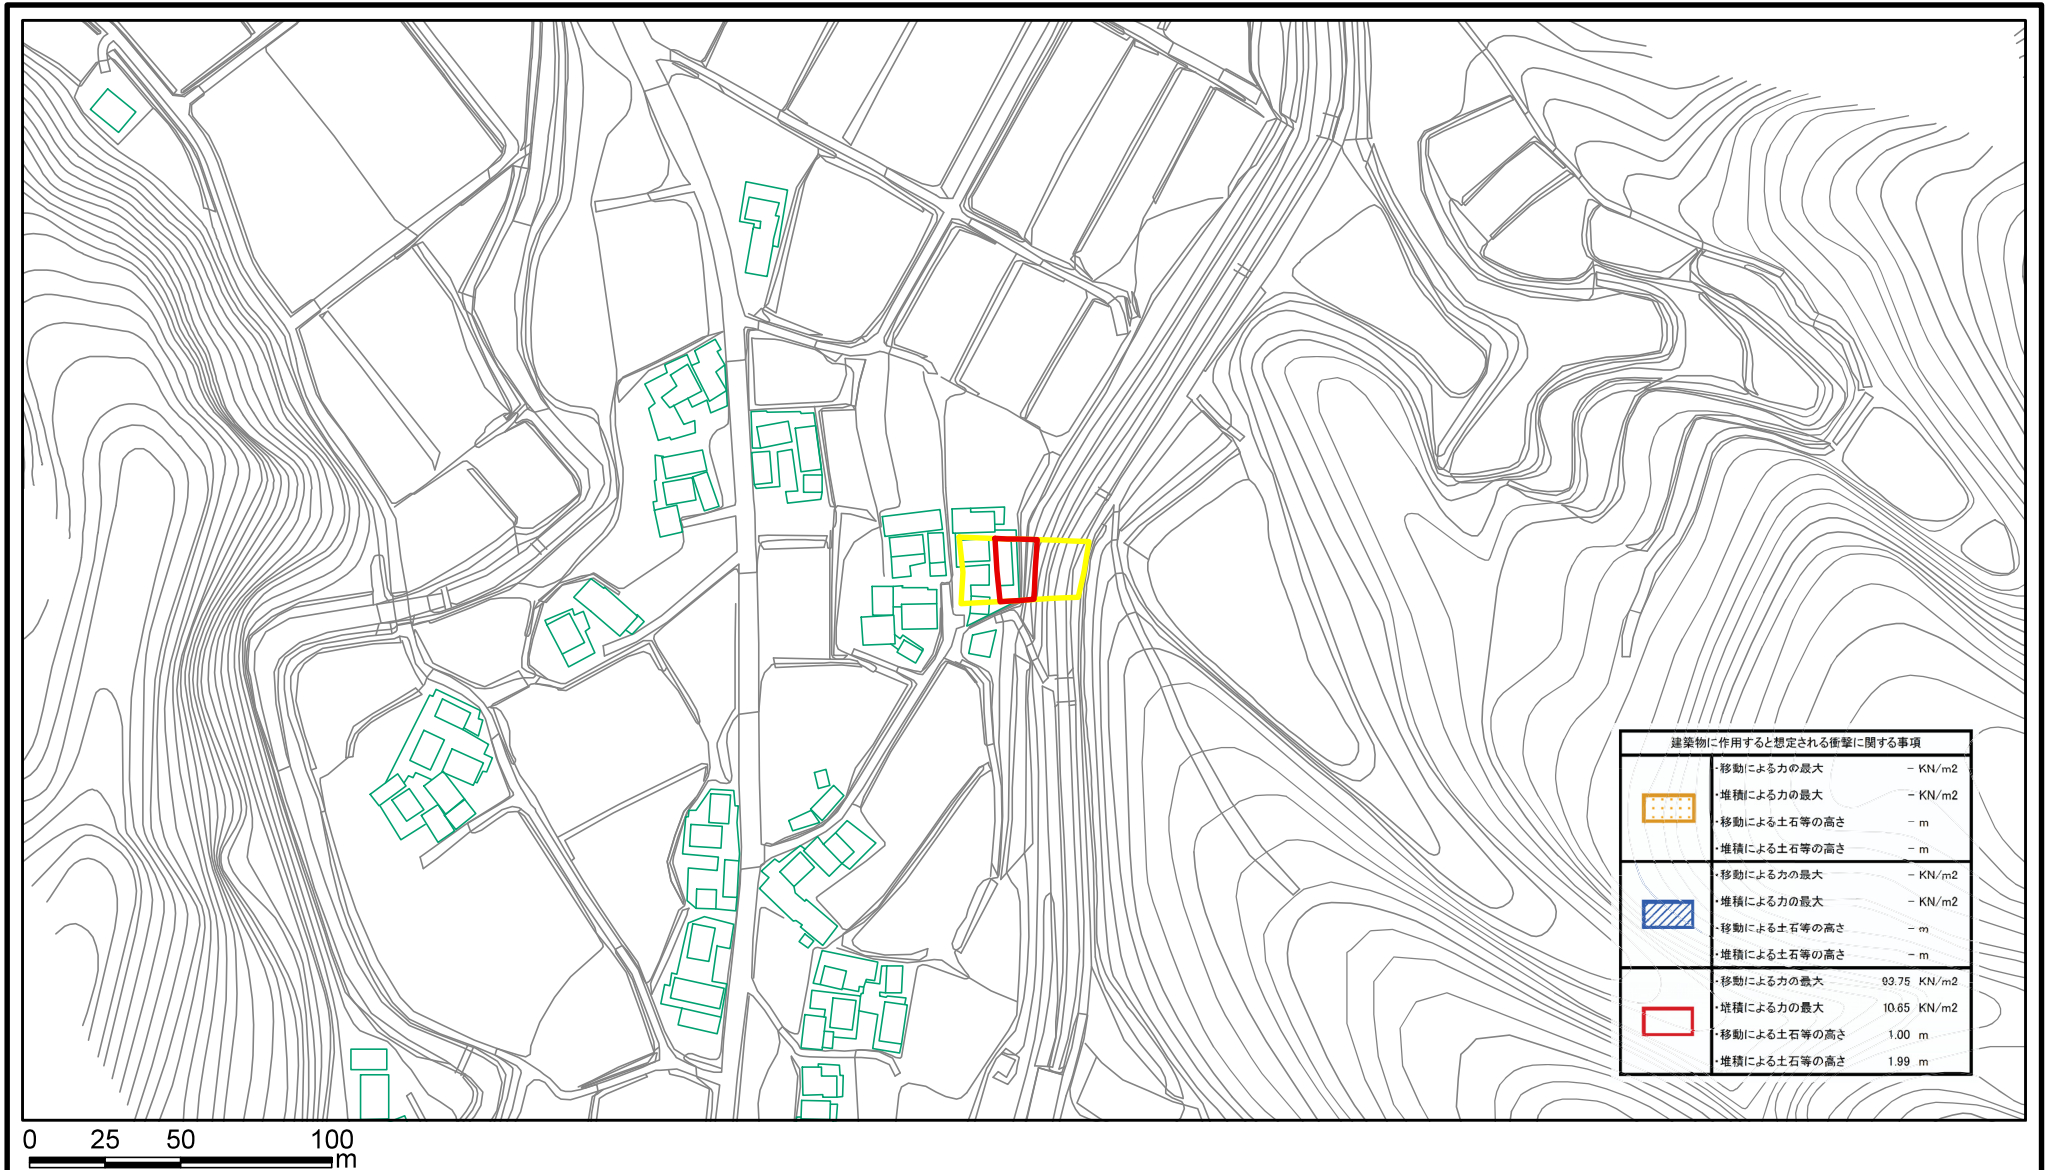 建築物に作用すると想定される衝撃に関する事項
・移動による力の最大 － KN/m2
・堆積による力の最大 － KN/m2
・移動による土石等の高さ － m
・堆積による土石等の高さ － m
・移動による力の最大 － KN/m2
・堆積による力の最大 － KN/m2
・移動による土石等の高さ － m
・堆積による土石等の高さ － m
・移動による力の最大 93.75 KN/m2
・堆積による力の最大 10.65 KN/m2
・移動による土石等の高さ 1.00 m
・堆積による土石等の高さ 1.99 m
0 25 50 100
m